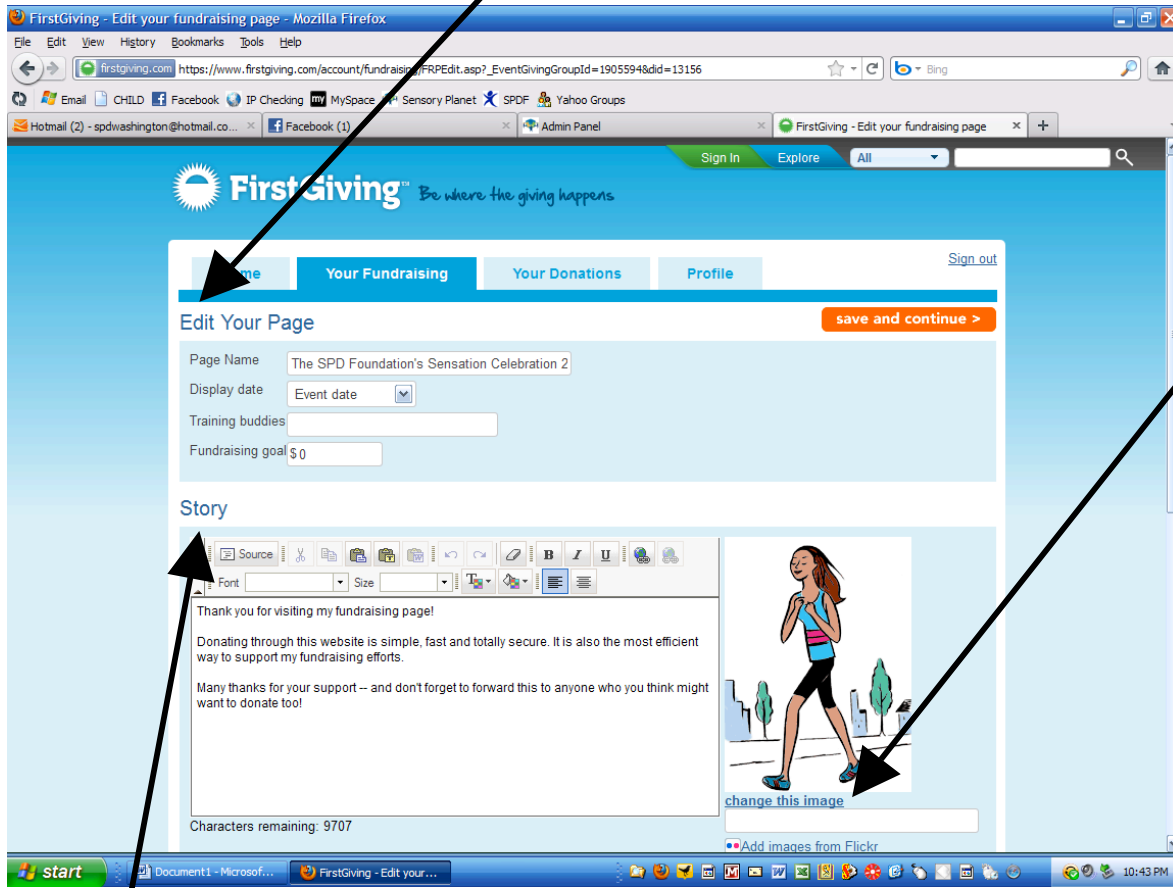 FirstGiving - Edit your fundraising page - Mozilla Firefox
File Edit View History Bookmarks Tools Help
firstgiving.com https://www.firstgiving.com/account/fundraising/FRPEdit.asp?_EventGivingGroupId=1905594&did=13156 Bing
Email CHILD Facebook IP Checking MySpace Sensory Planet SPDF Yahoo Groups
Hotmail (2) - spdwashington@hotmail.co... Facebook (1) Admin Panel FirstGiving - Edit your fundraising page
Sign In Explore All
FirstGiving™ Be where the giving happens
Sign out
Your Fundraising Your Donations Profile
Edit Your Page save and continue >
Page Name The SPD Foundation's Sensation Celebration 2
Display date Event date
Training buddies
Fundraising goal $ 0
Story
Source B I U
Font Size
Thank you for visiting my fundraising page!
Donating through this website is simple, fast and totally secure. It is also the most efficient
way to support my fundraising efforts.
Many thanks for your support -- and don't forget to forward this to anyone who you think might
want to donate too!
change this image
Characters remaining: 9707
Add images from Flickr
start Document1 - Microsof... FirstGiving - Edit your... 10:43 PM